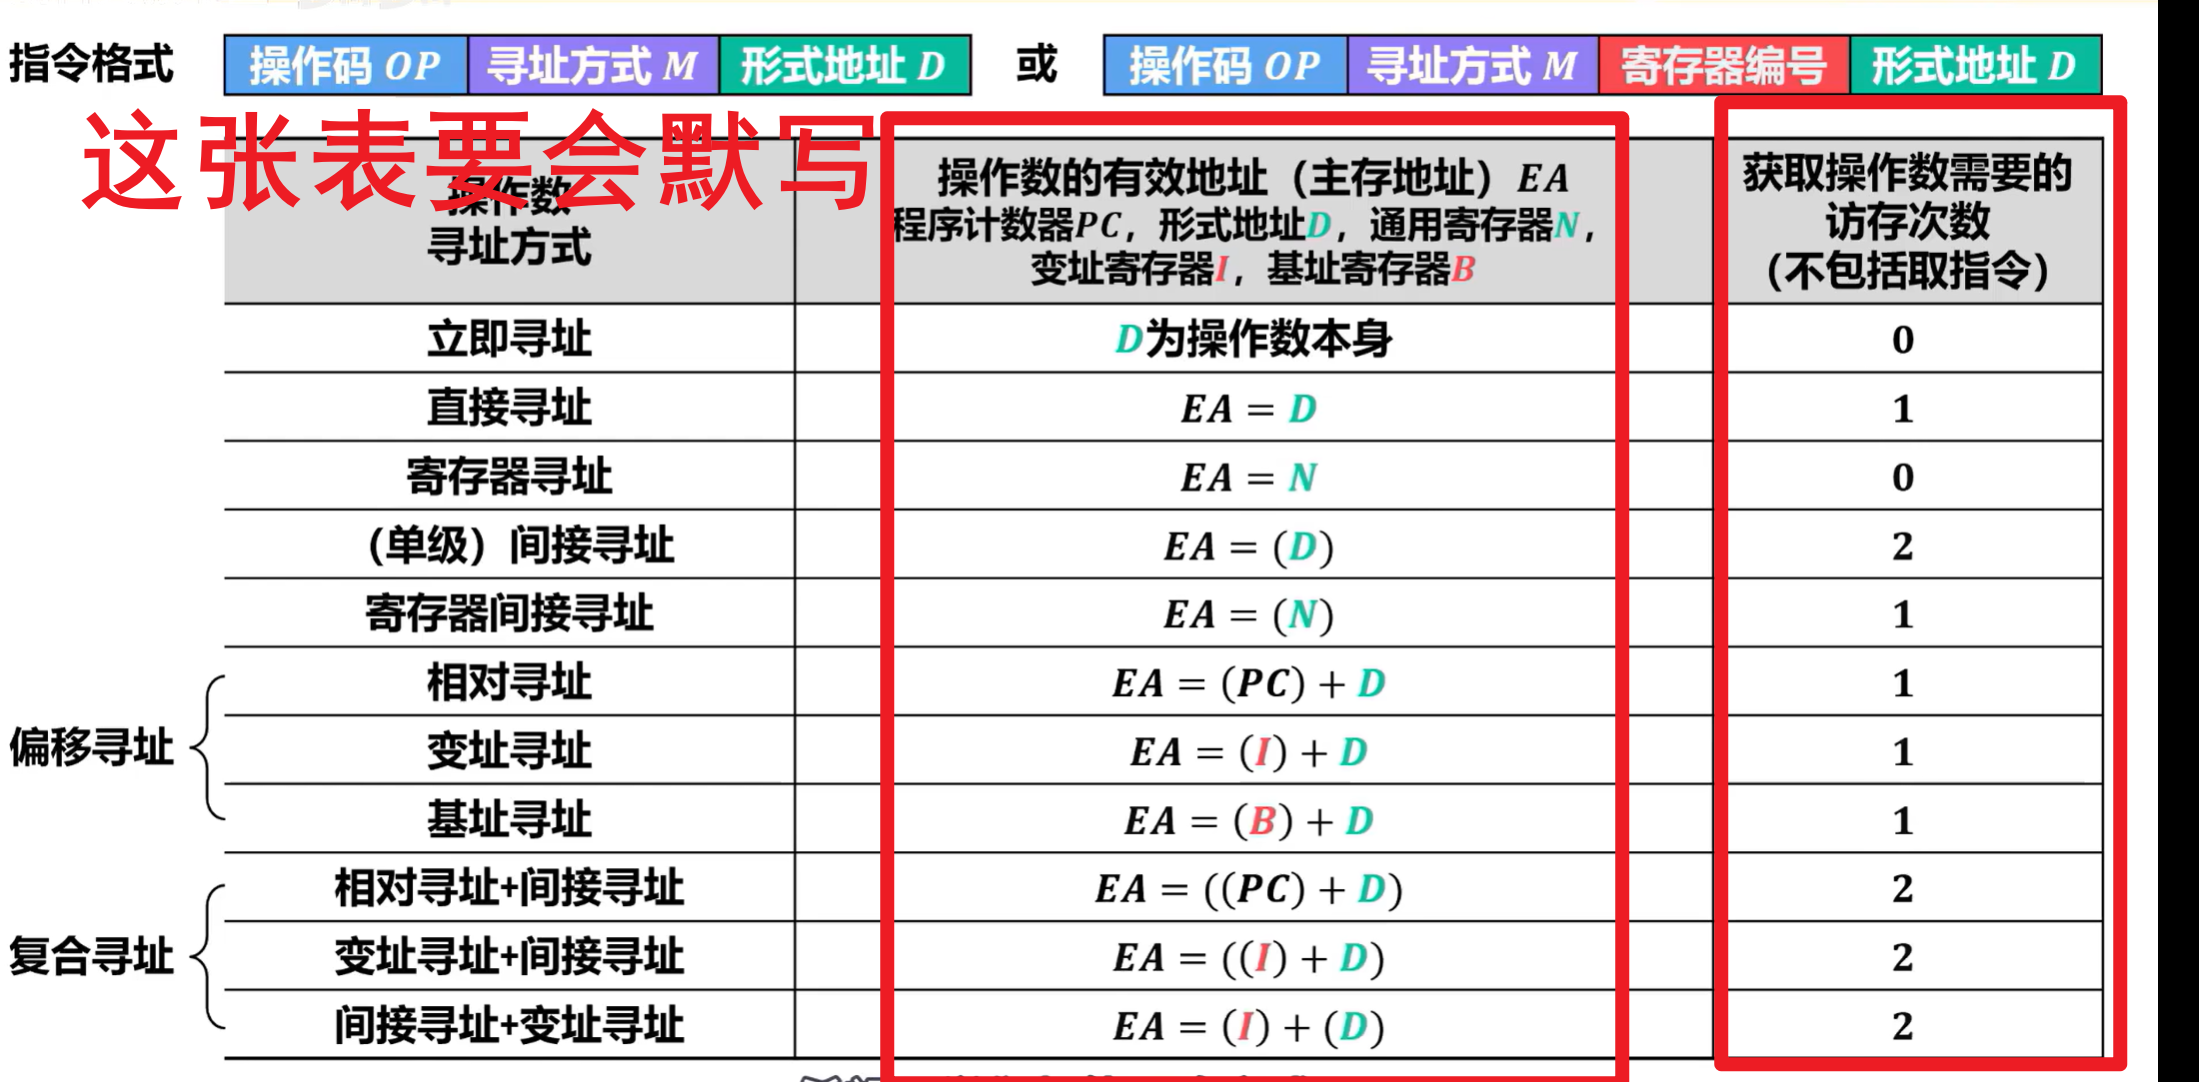 指令格式 操作码 OP 寻址方式 M 形式地址 D 或 操作码 OP 寻址方式 M 寄存器编号 形式地址 D
这张表要会默写
操作数
寻址方式
操作数的有效地址（主存地址）EA
程序计数器PC，形式地址D，通用寄存器N，
变址寄存器I，基址寄存器B
获取操作数需要的
访存次数
（不包括取指令）
立即寻址 D为操作数本身 0
直接寻址 EA = D 1
寄存器寻址 EA = N 0
（单级）间接寻址 EA = (D) 2
寄存器间接寻址 EA = (N) 1
偏移寻址
相对寻址 EA = (PC) + D 1
变址寻址 EA = (I) + D 1
基址寻址 EA = (B) + D 1
复合寻址
相对寻址+间接寻址 EA = ((PC) + D) 2
变址寻址+间接寻址 EA = ((I) + D) 2
间接寻址+变址寻址 EA = (I) + (D) 2